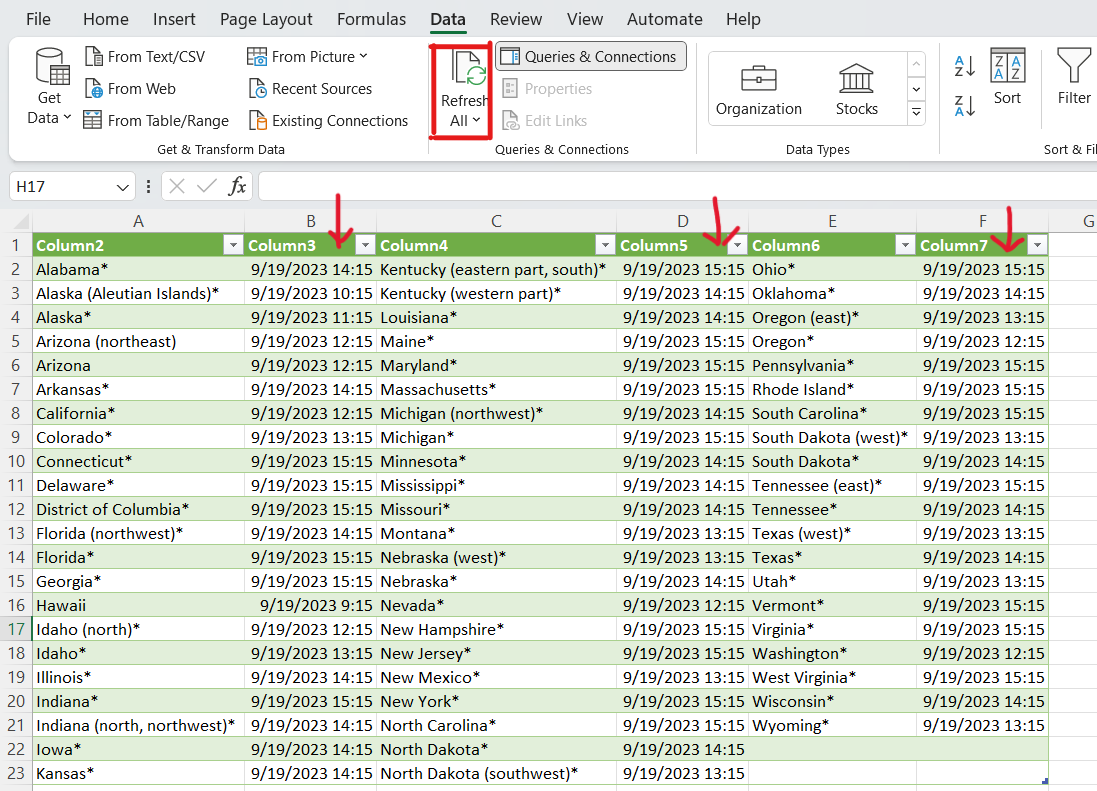 File Home Insert Page Layout Formulas Data Review View Automate Help
Get Data
From Text/CSV
From Web
From Table/Range
From Picture
Recent Sources
Existing Connections
Get & Transform Data
Refresh All
Queries & Connections
Properties
Edit Links
Queries & Connections
Organization
Stocks
Data Types
A Z
Z A
Z A A Z
Sort
Filter
Sort & Fil
H17 fx
A B C D E F G
1 Column2 Column3 Column4 Column5 Column6 Column7
2 Alabama* 9/19/2023 14:15 Kentucky (eastern part, south)* 9/19/2023 15:15 Ohio* 9/19/2023 15:15
3 Alaska (Aleutian Islands)* 9/19/2023 10:15 Kentucky (western part)* 9/19/2023 14:15 Oklahoma* 9/19/2023 14:15
4 Alaska* 9/19/2023 11:15 Louisiana* 9/19/2023 14:15 Oregon (east)* 9/19/2023 13:15
5 Arizona (northeast) 9/19/2023 12:15 Maine* 9/19/2023 15:15 Oregon* 9/19/2023 12:15
6 Arizona 9/19/2023 12:15 Maryland* 9/19/2023 15:15 Pennsylvania* 9/19/2023 15:15
7 Arkansas* 9/19/2023 14:15 Massachusetts* 9/19/2023 15:15 Rhode Island* 9/19/2023 15:15
8 California* 9/19/2023 12:15 Michigan (northwest)* 9/19/2023 14:15 South Carolina* 9/19/2023 15:15
9 Colorado* 9/19/2023 13:15 Michigan* 9/19/2023 15:15 South Dakota (west)* 9/19/2023 13:15
10 Connecticut* 9/19/2023 15:15 Minnesota* 9/19/2023 14:15 South Dakota* 9/19/2023 14:15
11 Delaware* 9/19/2023 15:15 Mississippi* 9/19/2023 14:15 Tennessee (east)* 9/19/2023 15:15
12 District of Columbia* 9/19/2023 15:15 Missouri* 9/19/2023 14:15 Tennessee* 9/19/2023 14:15
13 Florida (northwest)* 9/19/2023 14:15 Montana* 9/19/2023 13:15 Texas (west)* 9/19/2023 13:15
14 Florida* 9/19/2023 15:15 Nebraska (west)* 9/19/2023 13:15 Texas* 9/19/2023 14:15
15 Georgia* 9/19/2023 15:15 Nebraska* 9/19/2023 14:15 Utah* 9/19/2023 13:15
16 Hawaii 9/19/2023 9:15 Nevada* 9/19/2023 12:15 Vermont* 9/19/2023 15:15
17 Idaho (north)* 9/19/2023 12:15 New Hampshire* 9/19/2023 15:15 Virginia* 9/19/2023 15:15
18 Idaho* 9/19/2023 13:15 New Jersey* 9/19/2023 15:15 Washington* 9/19/2023 12:15
19 Illinois* 9/19/2023 14:15 New Mexico* 9/19/2023 13:15 West Virginia* 9/19/2023 15:15
20 Indiana* 9/19/2023 15:15 New York* 9/19/2023 15:15 Wisconsin* 9/19/2023 14:15
21 Indiana (north, northwest)* 9/19/2023 14:15 North Carolina* 9/19/2023 15:15 Wyoming* 9/19/2023 13:15
22 Iowa* 9/19/2023 14:15 North Dakota* 9/19/2023 14:15
23 Kansas* 9/19/2023 14:15 North Dakota (southwest)* 9/19/2023 13:15